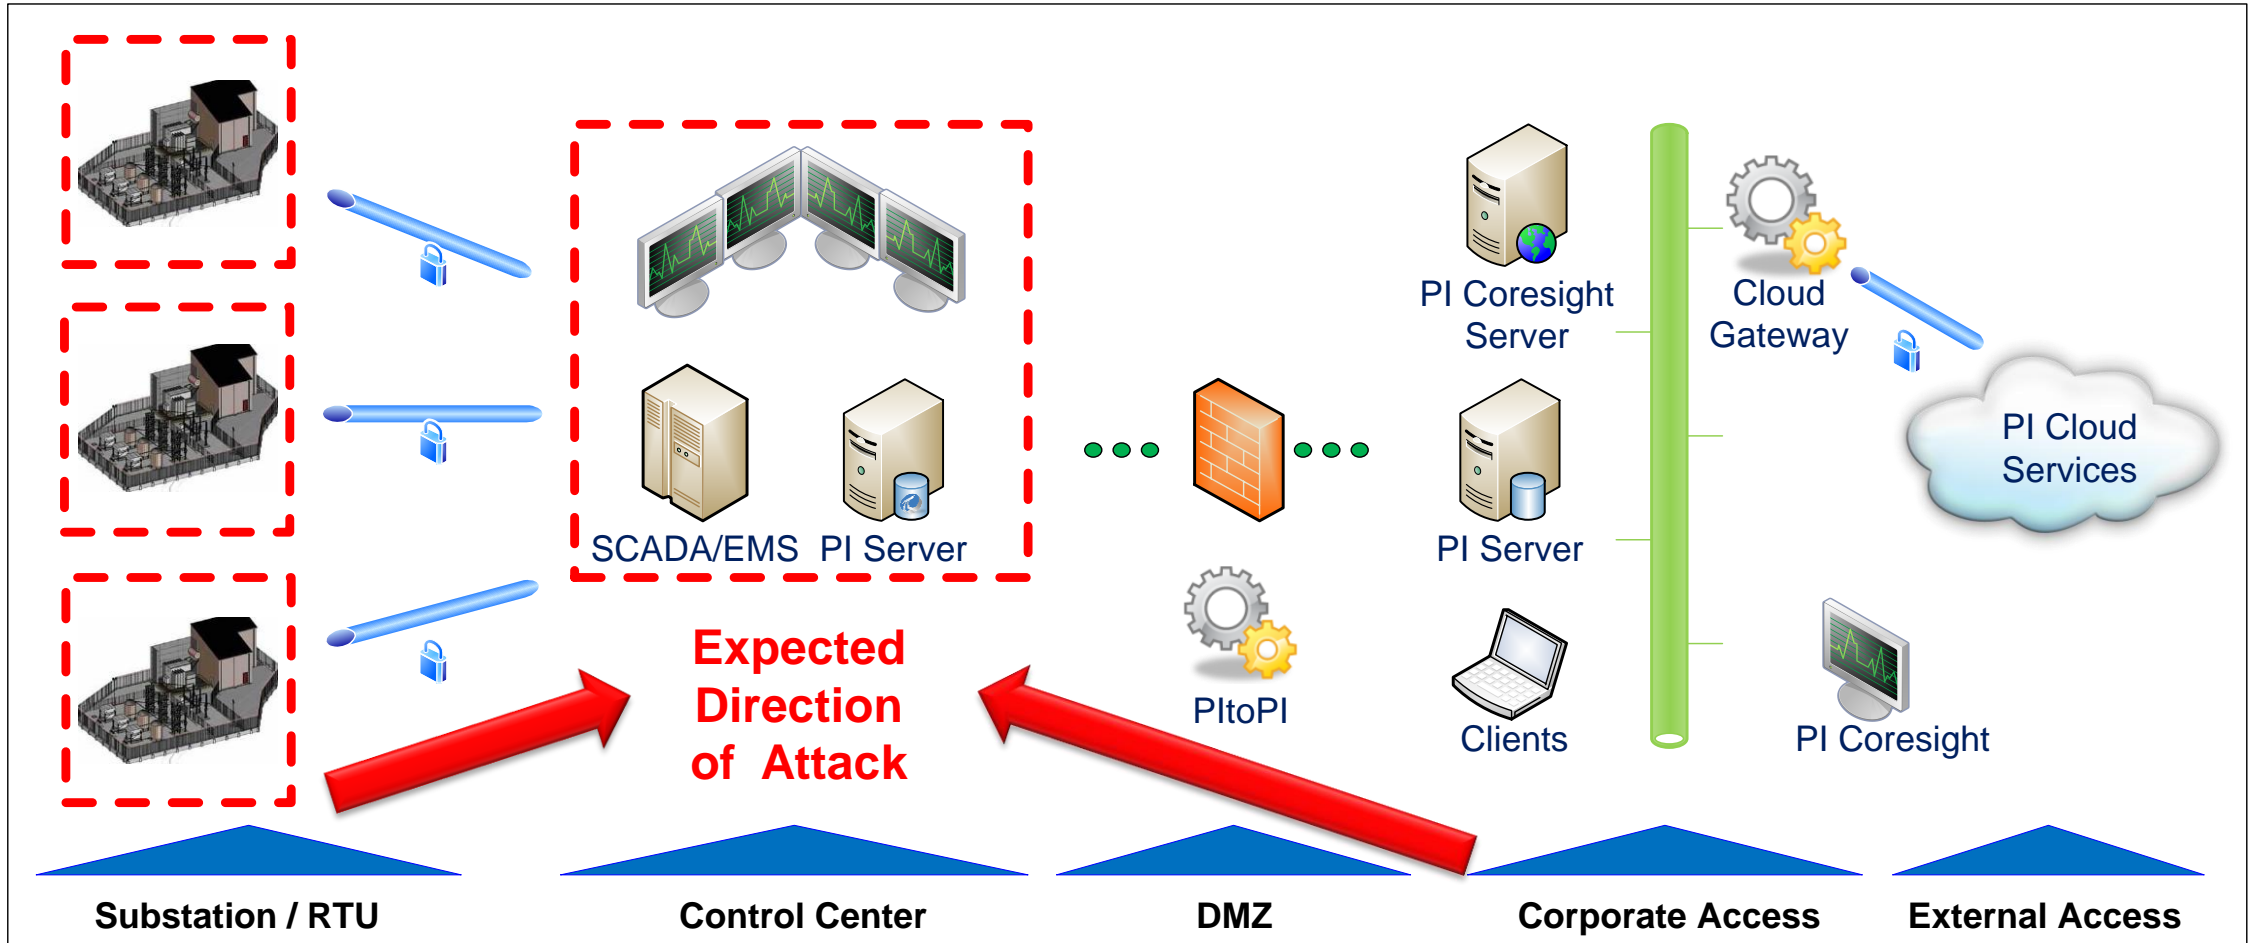 PI Coresight
Server
Cloud
Gateway
PI Cloud
Services
SCADA/EMS
PI Server
PI Server
Expected
Direction
of Attack
PItoPI
Clients
PI Coresight
Substation / RTU
Control Center
DMZ
Corporate Access
External Access